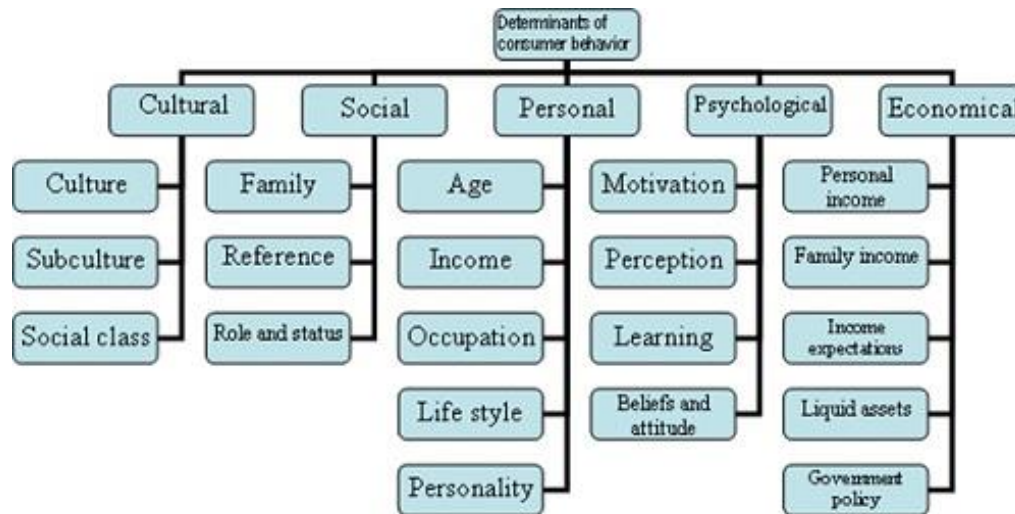 Determinants of
consumer behavior
Cultural
Social
Personal
Psychological
Economical
Culture
Subculture
Social class
Family
Reference
Role and status
Age
Income
Occupation
Life style
Personality
Motivation
Perception
Learning
Beliefs and
attitude
Personal
income
Family income
Income
expectations
Liquid assets
Government
policy